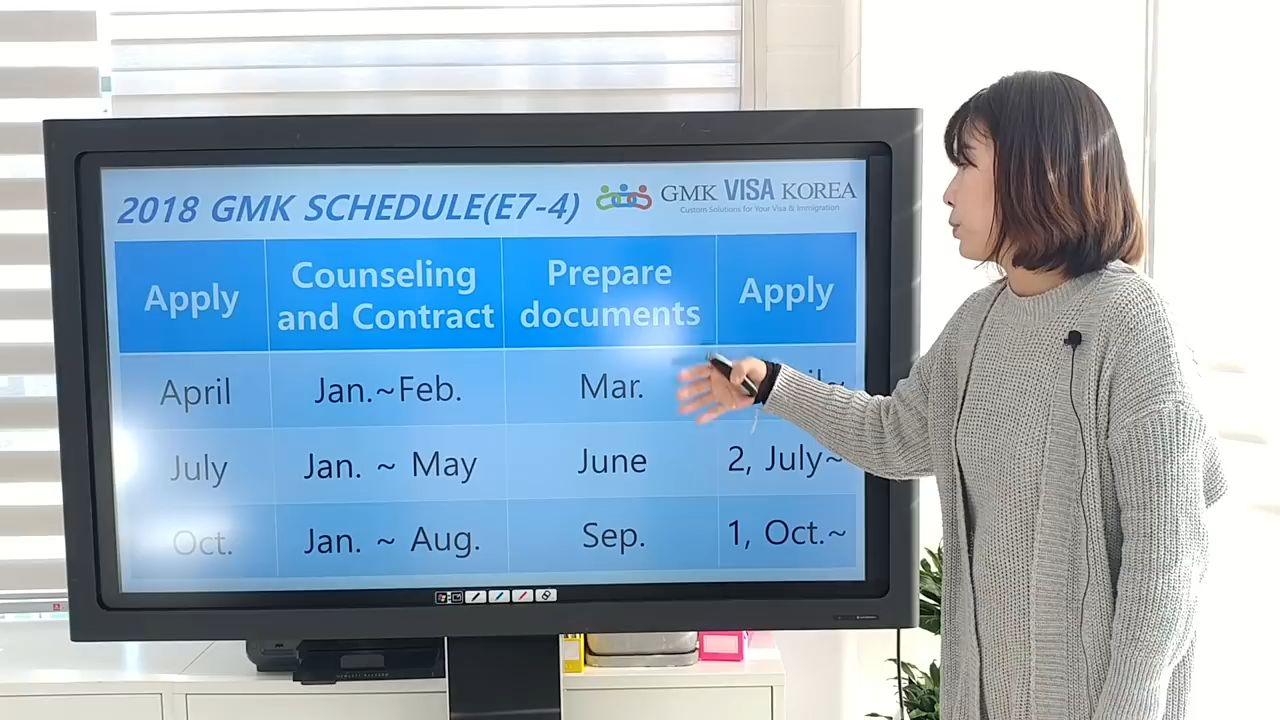 2018 GMK SCHEDULE(E7-4)
GMK VISA KOREA
Custom Solutions for Your Visa & Immigration
Apply
Counseling
and Contract
Prepare
documents
Apply
April
Jan.~Feb.
Mar.
July
Jan. ~ May
June
2, July~
Oct.
Jan. ~ Aug.
Sep.
1, Oct.~